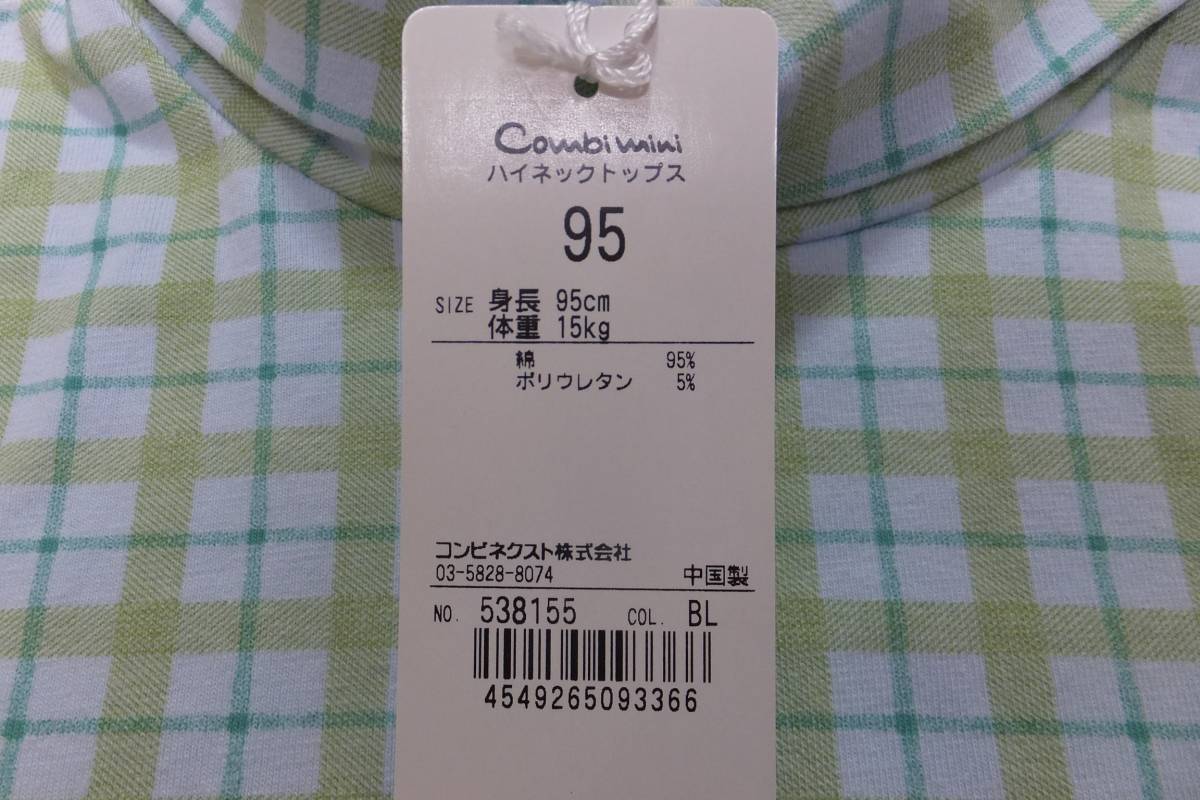 Combi mini
ハイネックトップス
95
SIZE 身長 95cm
体重 15kg
綿 95%
ポリウレタン 5%
コンビネクスト株式会社
03-5828-8074 中国製
NO. 538155 COL. BL
4549265093366